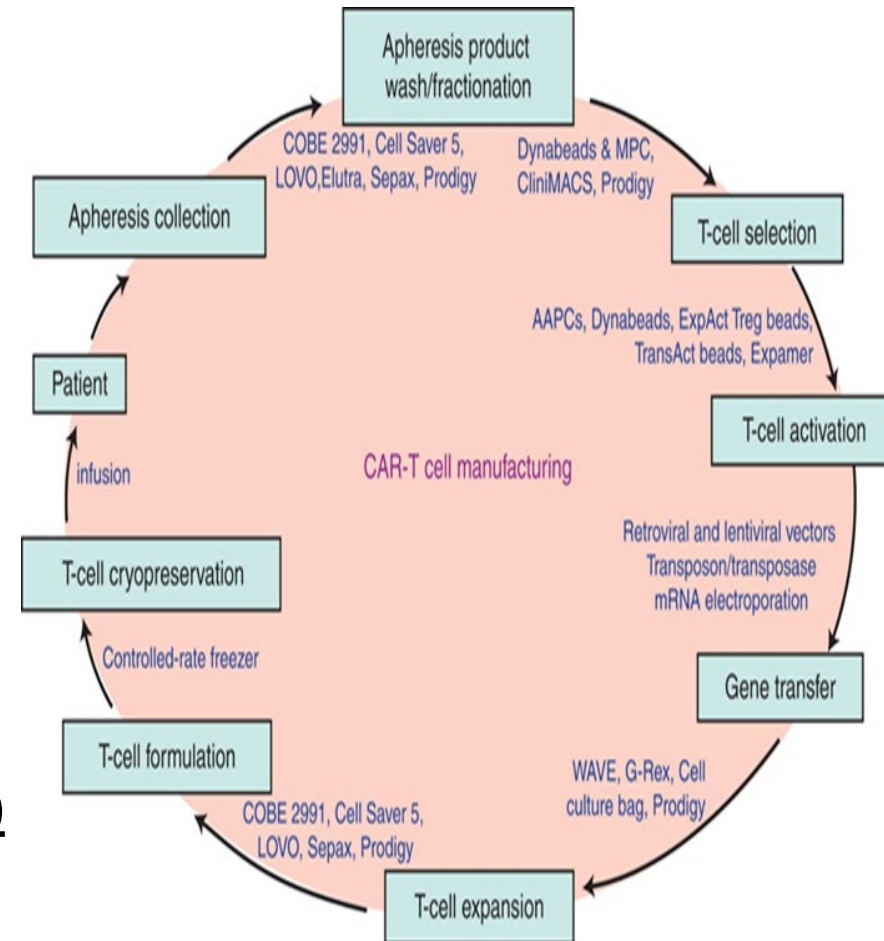 Apheresis product
wash/fractionation
COBE 2991, Cell Saver 5,
LOVO,Elutra, Sepax, Prodigy
Dynabeads & MPC,
CliniMACS, Prodigy
Apheresis collection
T-cell selection
AAPCs, Dynabeads, ExpAct Treg beads,
TransAct beads, Expamer
Patient
T-cell activation
CAR-T cell manufacturing
infusion
Retroviral and lentiviral vectors
Transposon/transposase
mRNA electroporation
T-cell cryopreservation
Controlled-rate freezer
Gene transfer
T-cell formulation
WAVE, G-Rex, Cell
culture bag, Prodigy
COBE 2991, Cell Saver 5,
LOVO, Sepax, Prodigy
T-cell expansion